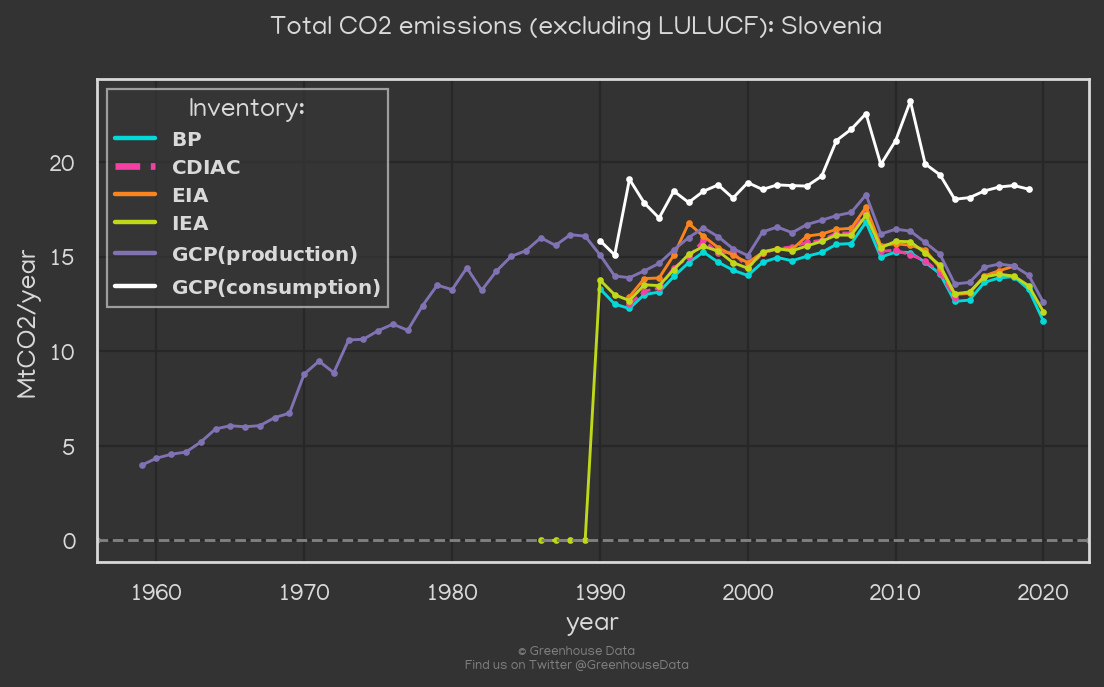 Total CO2 emissions (excluding LULUCF): Slovenia
Inventory:
BP
CDIAC
EIA
IEA
GCP(production)
GCP(consumption)
MtCO2/year
20
15
10
5
0
1960 1970 1980 1990 2000 2010 2020
year
© Greenhouse Data
Find us on Twitter @GreenhouseData